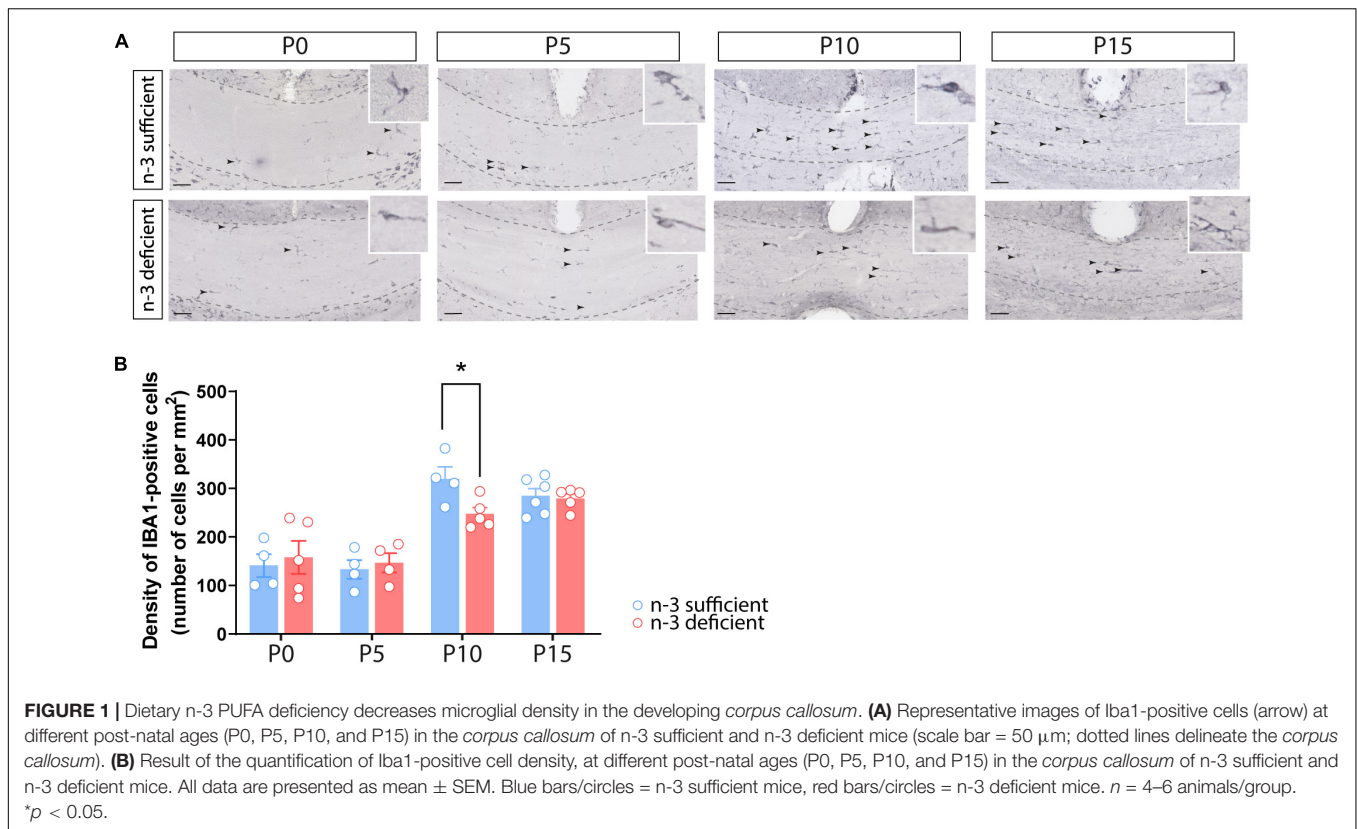 A
P0
P5
P10
P15
n-3 sufficient
n-3 deficient
B
Density of IBA1-positive cells
(number of cells per mm²)
500
400
300
200
100
0
*
P0
P5
P10
P15
n-3 sufficient
n-3 deficient
FIGURE 1 | Dietary n-3 PUFA deficiency decreases microglial density in the developing corpus callosum. (A) Representative images of Iba1-positive cells (arrow) at
different post-natal ages (P0, P5, P10, and P15) in the corpus callosum of n-3 sufficient and n-3 deficient mice (scale bar = 50 μm; dotted lines delineate the corpus
callosum). (B) Result of the quantification of Iba1-positive cell density, at different post-natal ages (P0, P5, P10, and P15) in the corpus callosum of n-3 sufficient and
n-3 deficient mice. All data are presented as mean ± SEM. Blue bars/circles = n-3 sufficient mice, red bars/circles = n-3 deficient mice. n = 4–6 animals/group.
*p < 0.05.